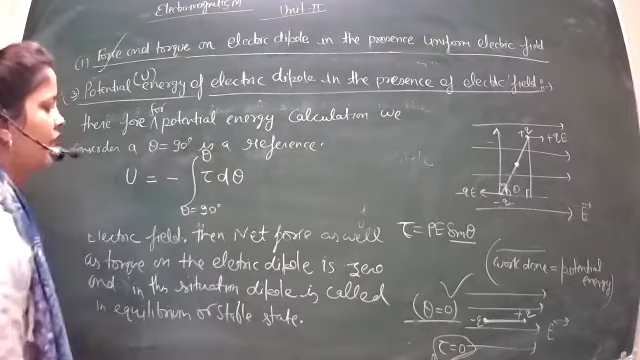 Electromagnetism Unit II
(1) Force and torque on electric dipole in the presence uniform electric field
Potential (U) energy of electric dipole in the presence of electric field:-
there fore for potential energy calculation we
a θ=90° is a reference.
U = - ∫ τ dθ
θ
θ=90°
Electric field, then Net force as well
as torque on the eletric dipole is zero
and in this situation dipole is called
in equilibrium or stable state.
+q
+qE
-qE
θ
-q
E
τ = PE Sinθ
(work done = potential
energy)
(θ=0)
-q +q
E
τ=0